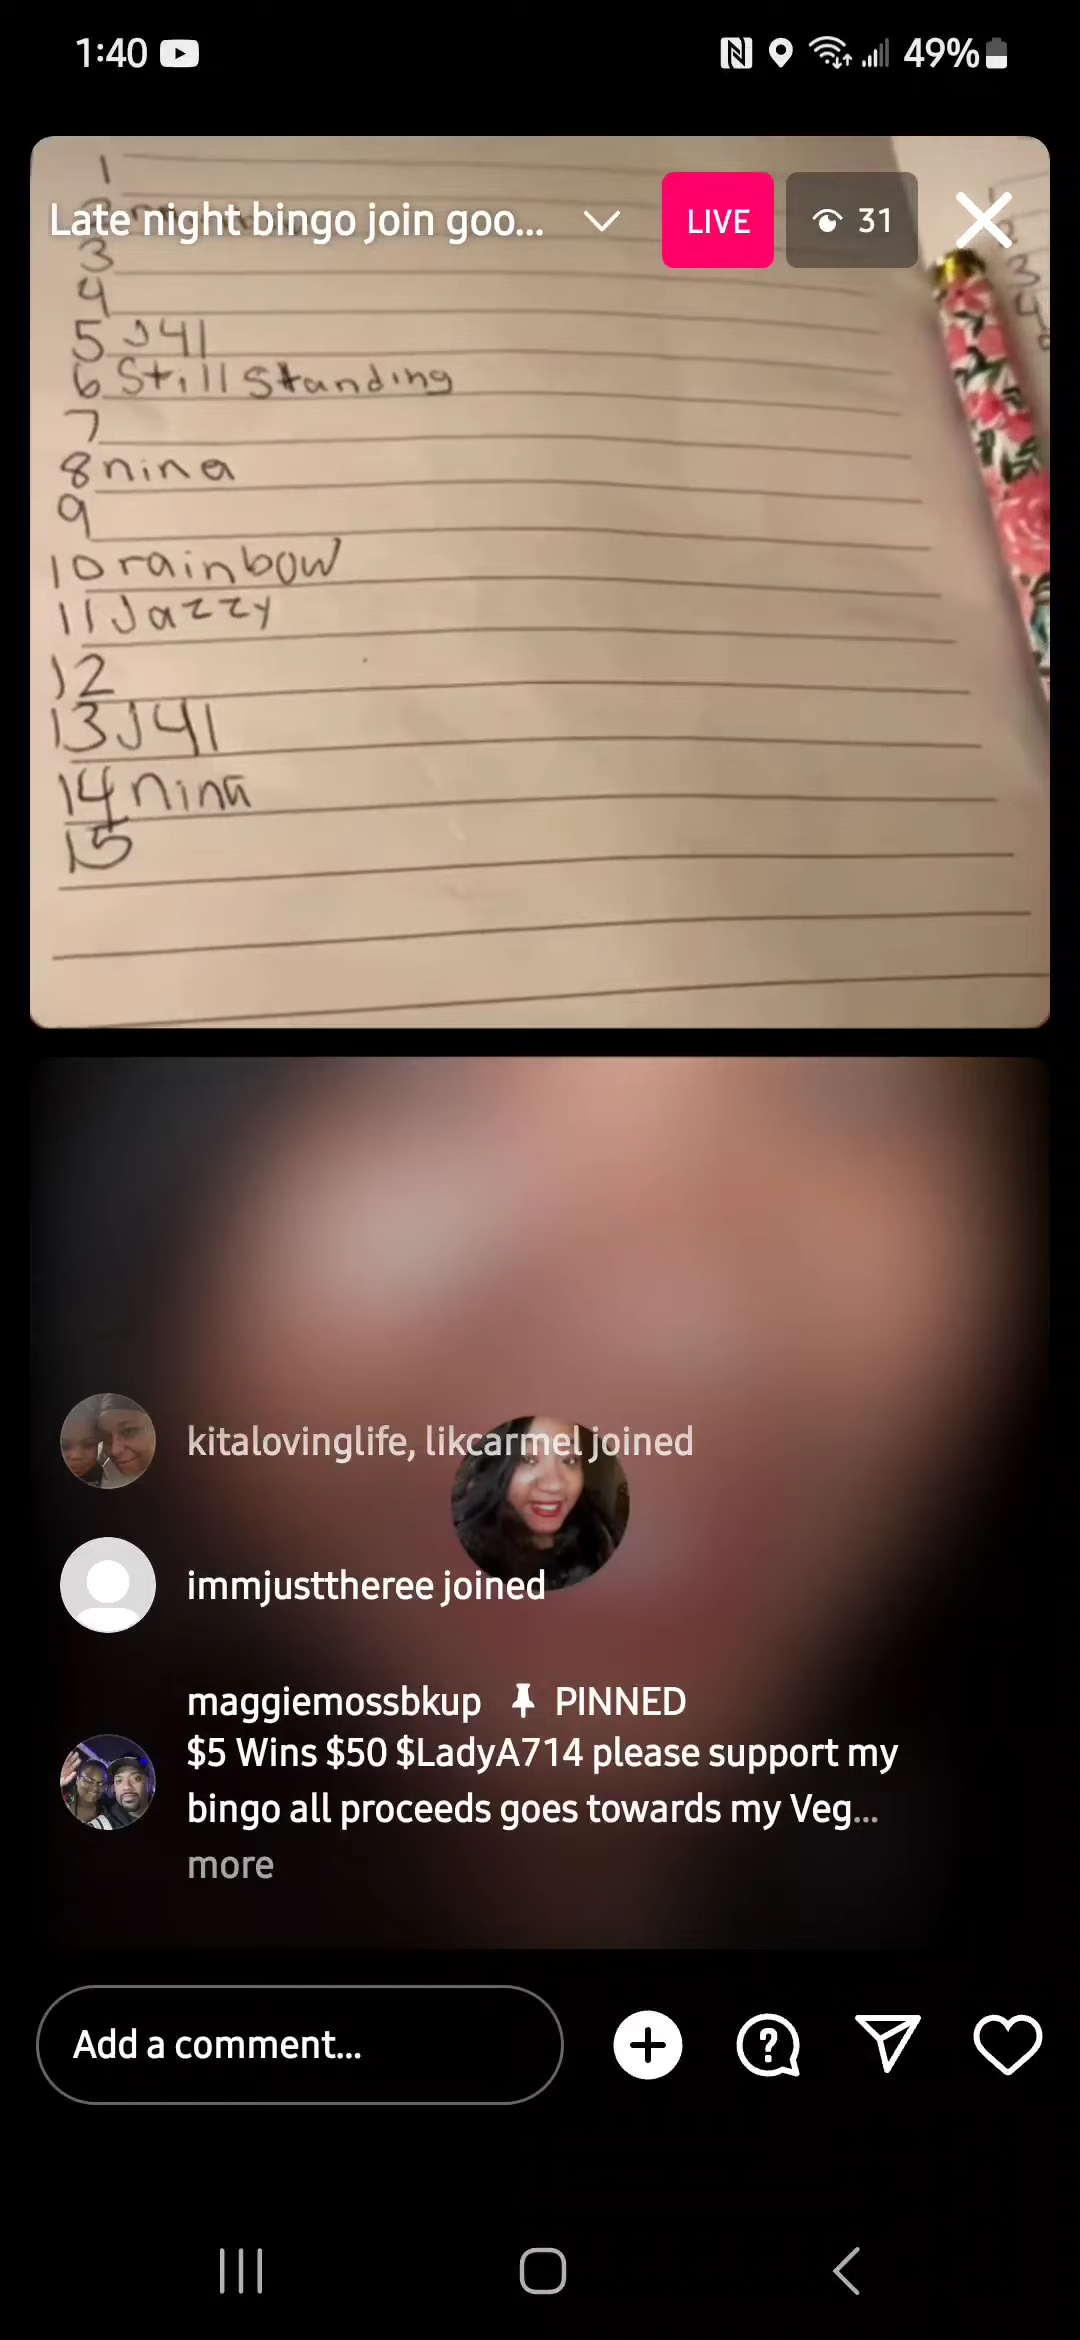 1:40
49%
1
Late night bingo join goo...
LIVE
31
3
4
5 J41
6 Still Standing
7
8 nina
9
10 rainbow
11 Jazzy
12
13 J41
14 nina
15
3
4
kitalovinglife, likcarmel joined
immjusttheree joined
maggiemossbkup PINNED
$5 Wins $50 $LadyA714 please support my
bingo all proceeds goes towards my Veg...
more
Add a comment...